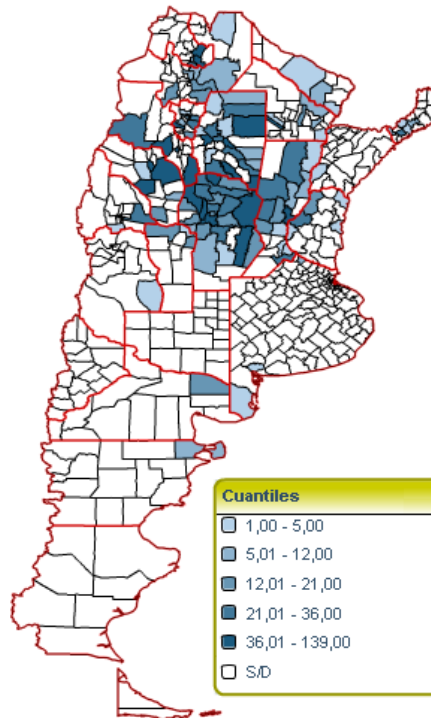 Cuantiles
1,00 - 5,00
5,01 - 12,00
12,01 - 21,00
21,01 - 36,00
36,01 - 139,00
S/D